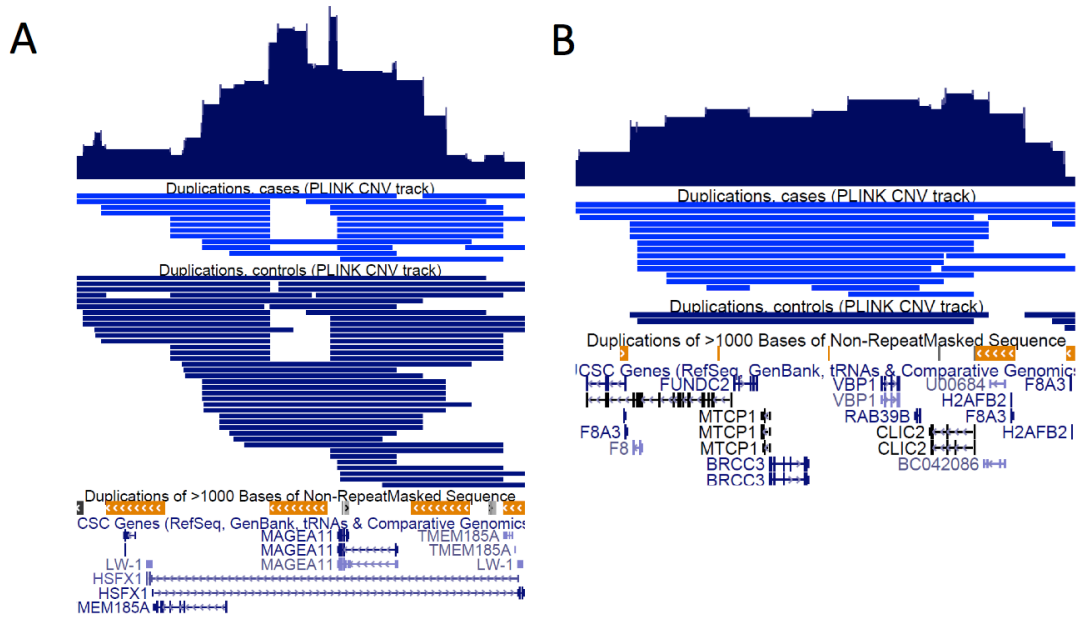 A
Duplications, cases (PLINK CNV track)
Duplications, controls (PLINK CNV track)
Duplications of >1000 Bases of Non-RepeatMasked Sequence
CSC Genes (RefSeq, GenBank, tRNAs & Comparative Genomics
MAGEA11 TMEM185A
MAGEA11 TMEM185A
LW-1 MAGEA11 LW-1
HSFX1
HSFX1
MEM185A
B
Duplications, cases (PLINK CNV track)
Duplications, controls (PLINK CNV track)
Duplications of >1000 Bases of Non-RepeatMasked Sequence
UCSC Genes (RefSeq, GenBank, tRNAs & Comparative Genomics
FUNDC2 VBP1 U00684 F8A3
VBP1 H2AFB2
MTCP1 RAB39B F8A3
F8A3 MTCP1 CLIC2 H2AFB2
F8 MTCP1 CLIC2
BRCC3 BC042086
BRCC3